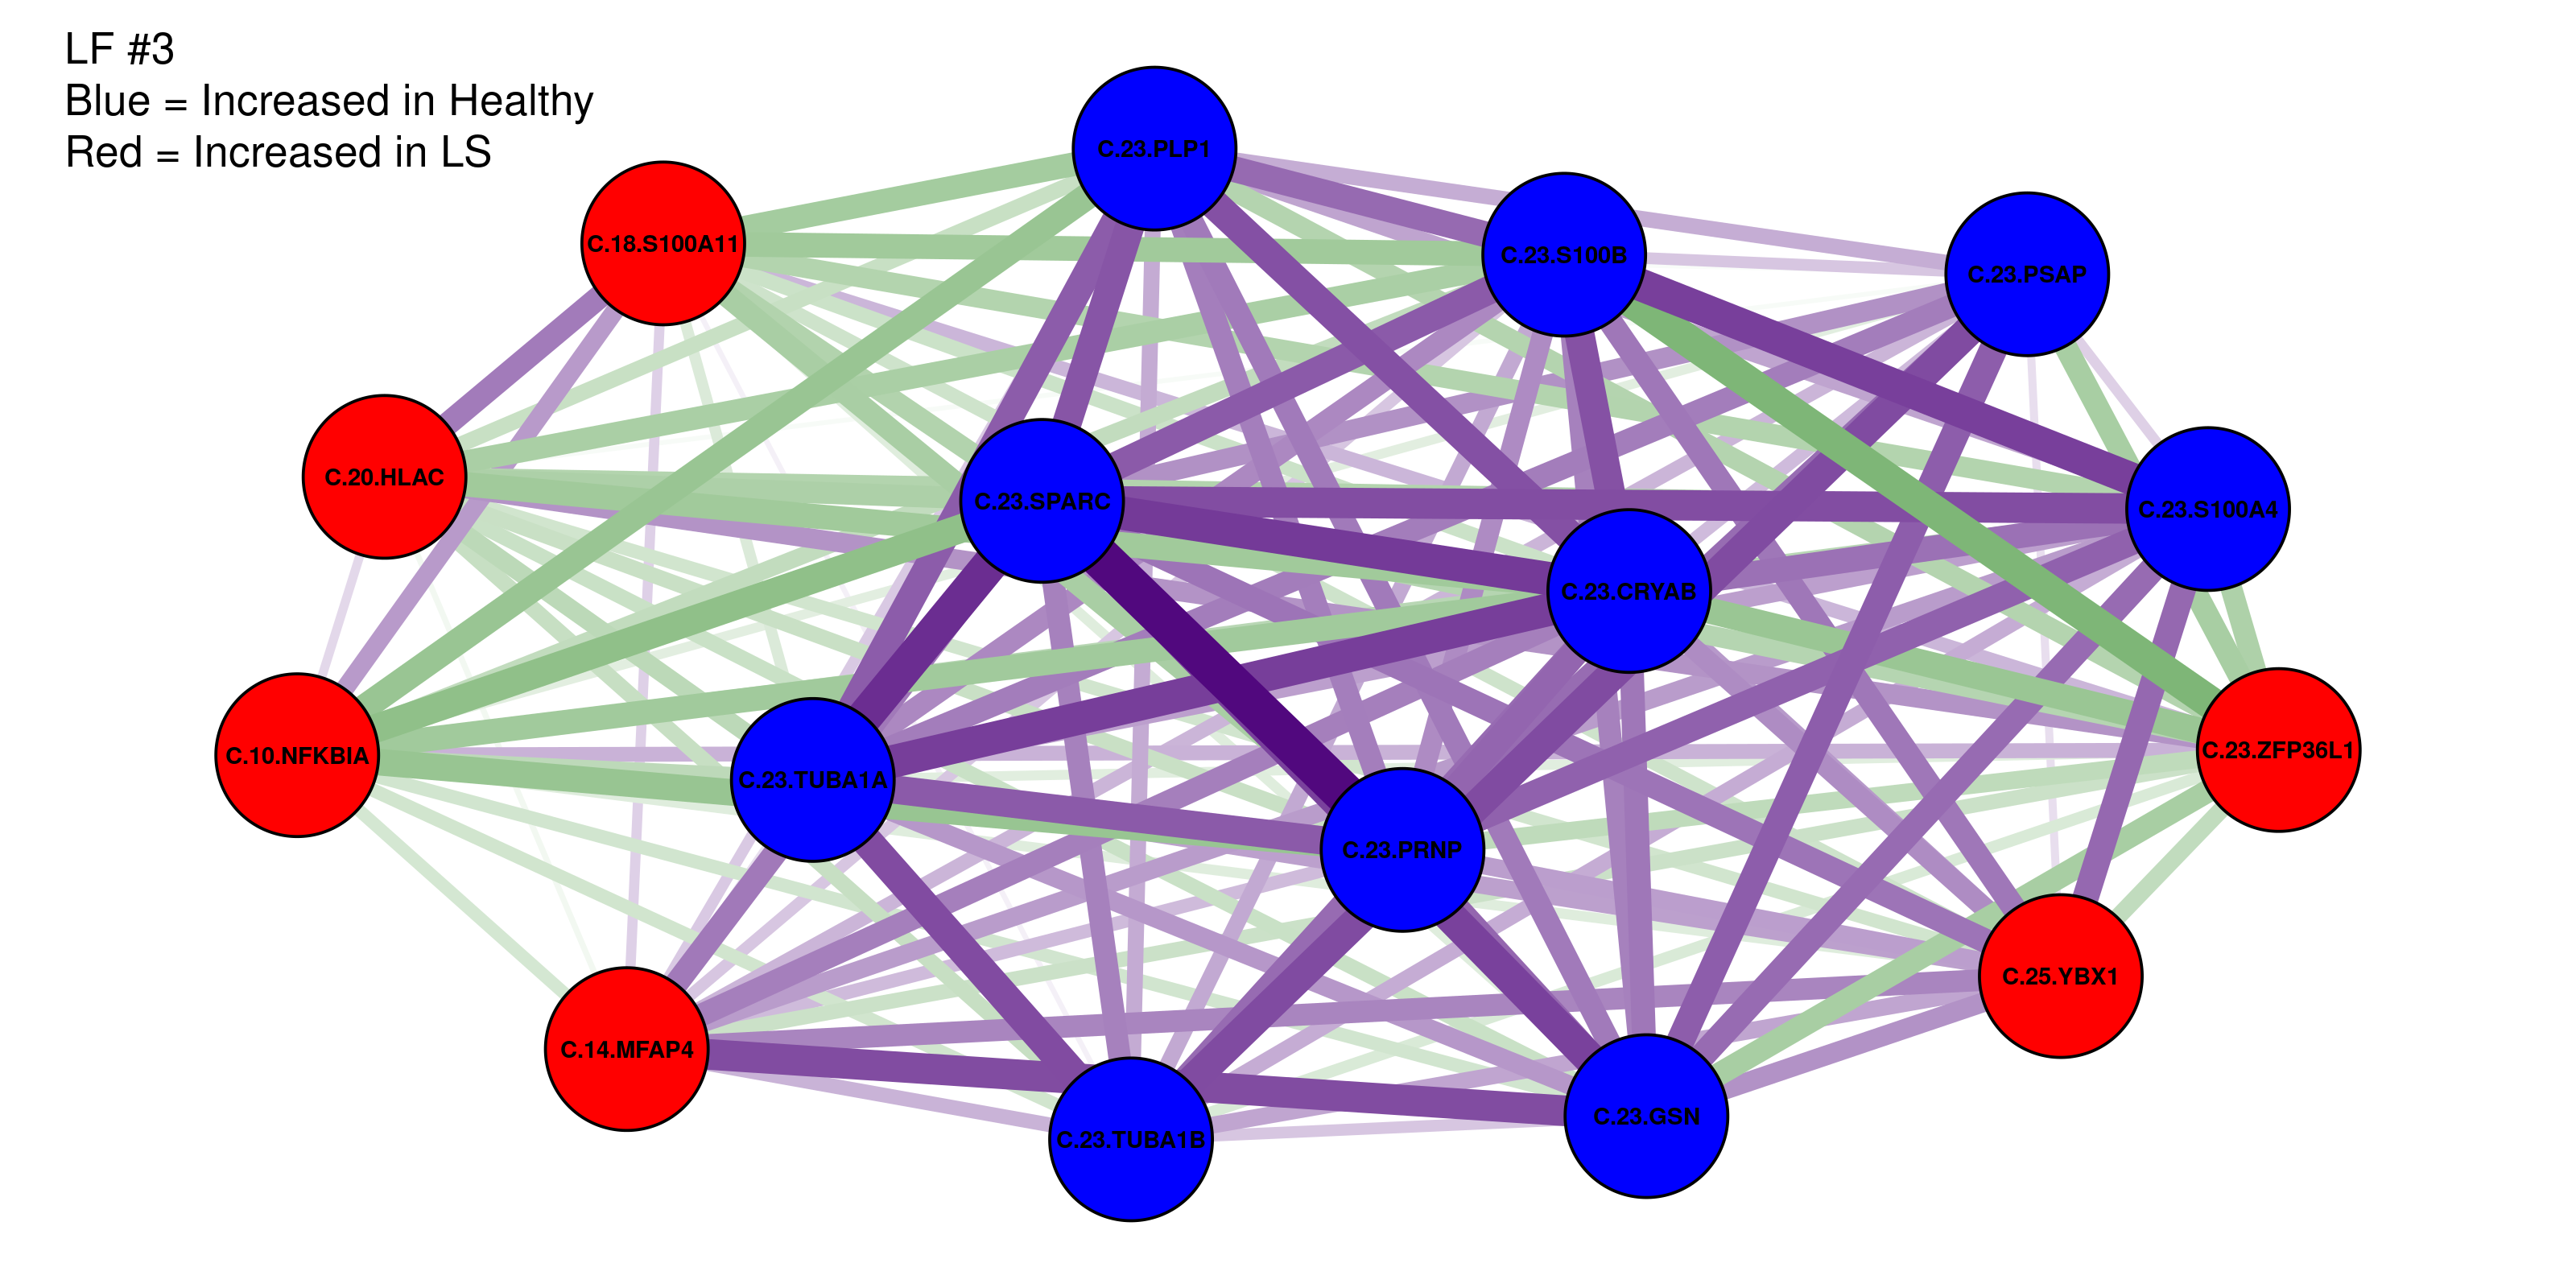 LF #3
Blue = Increased in Healthy
Red = Increased in LS
C.23.PLP1
C.18.S100A11
C.23.S100B
C.23.PSAP
C.20.HLAC
C.23.SPARC
C.23.S100A4
C.23.CRYAB
C.10.NFKBIA
C.23.TUBA1A
C.23.ZFP36L1
C.23.PRNP
C.25.YBX1
C.14.MFAP4
C.23.GSN
C.23.TUBA1B